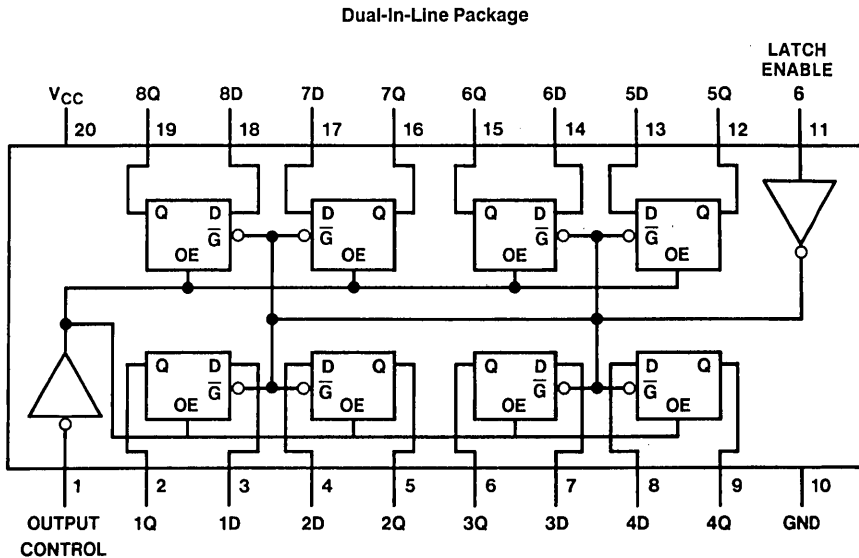 Dual-In-Line Package
LATCH
ENABLE
VCC 8Q 8D 7D 7Q 6Q 6D 5D 5Q 6
20 19 18 17 16 15 14 13 12 11
Q D D Q Q D D Q
G̅ G̅ G̅ G̅
OE OE OE OE
Q D D Q Q D D Q
G̅ G̅ G̅ G̅
OE OE OE OE
1 2 3 4 5 6 7 8 9 10
OUTPUT 1Q 1D 2D 2Q 3Q 3D 4D 4Q GND
CONTROL